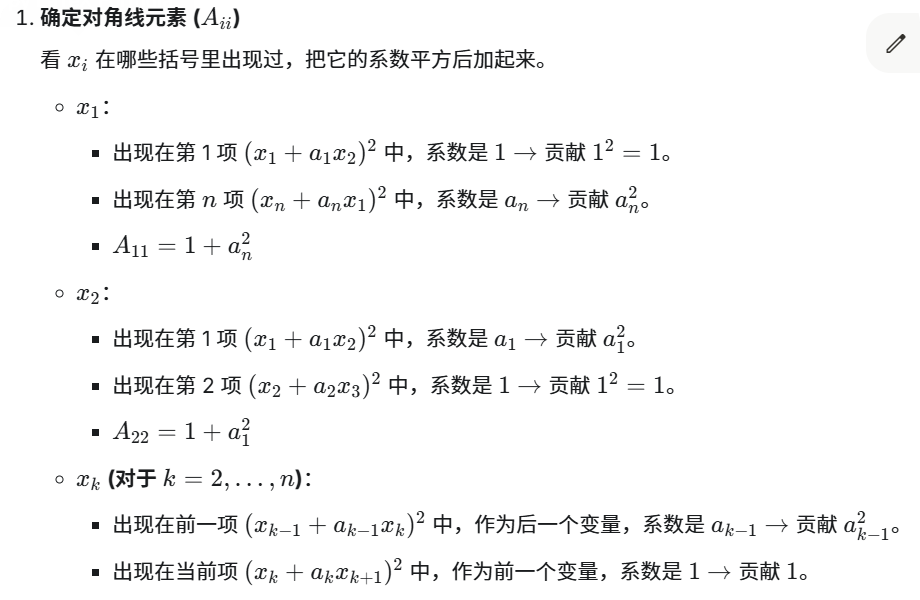 1. 确定对角线元素 ($A_{ii}$)
看 $x_i$ 在哪些括号里出现过，把它的系数平方后加起来。
○ $x_1$：
▪ 出现在第 1 项 $(x_1 + a_1x_2)^2$ 中，系数是 $1 \to$ 贡献 $1^2 = 1$。
▪ 出现在第 $n$ 项 $(x_n + a_nx_1)^2$ 中，系数是 $a_n \to$ 贡献 $a_n^2$。
▪ $A_{11} = 1 + a_n^2$
○ $x_2$：
▪ 出现在第 1 项 $(x_1 + a_1x_2)^2$ 中，系数是 $a_1 \to$ 贡献 $a_1^2$。
▪ 出现在第 2 项 $(x_2 + a_2x_3)^2$ 中，系数是 $1 \to$ 贡献 $1^2 = 1$。
▪ $A_{22} = 1 + a_1^2$
○ $x_k$ (对于 $k = 2, \ldots, n$)：
▪ 出现在前一项 $(x_{k-1} + a_{k-1}x_k)^2$ 中，作为后一个变量，系数是 $a_{k-1} \to$ 贡献 $a_{k-1}^2$。
▪ 出现在当前项 $(x_k + a_kx_{k+1})^2$ 中，作为前一个变量，系数是 $1 \to$ 贡献 $1$。